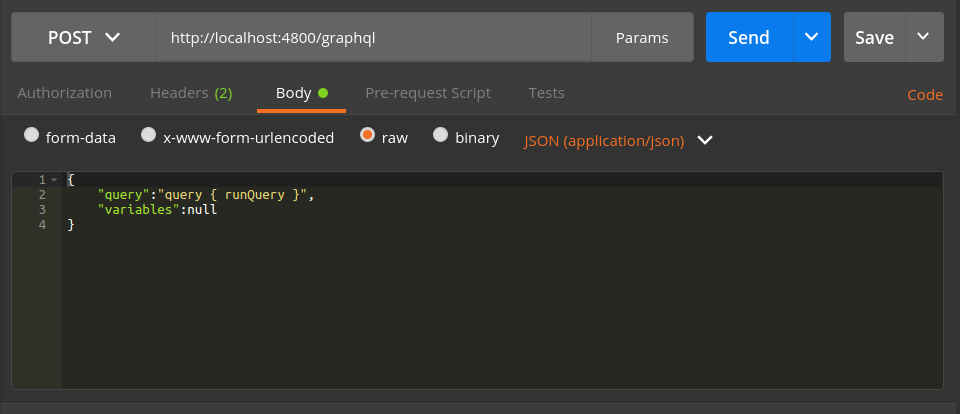 POST http://localhost:4800/graphql Params Send Save
Authorization Headers (2) Body Pre-request Script Tests Code
form-data x-www-form-urlencoded raw binary JSON (application/json)
1 {
2 "query":"query { runQuery }",
3 "variables":null
4 }